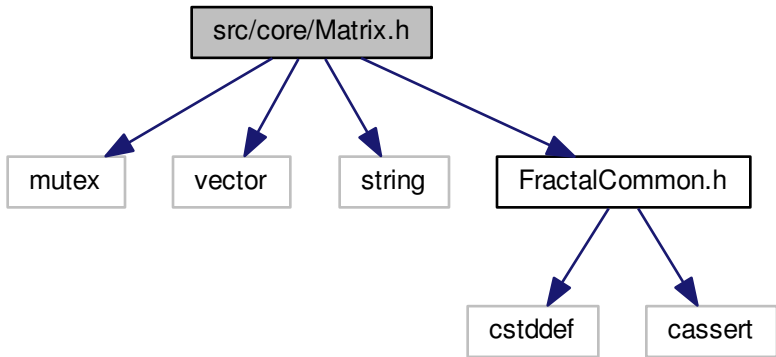 src/core/Matrix.h
mutex
vector
string
FractalCommon.h
cstddef
cassert